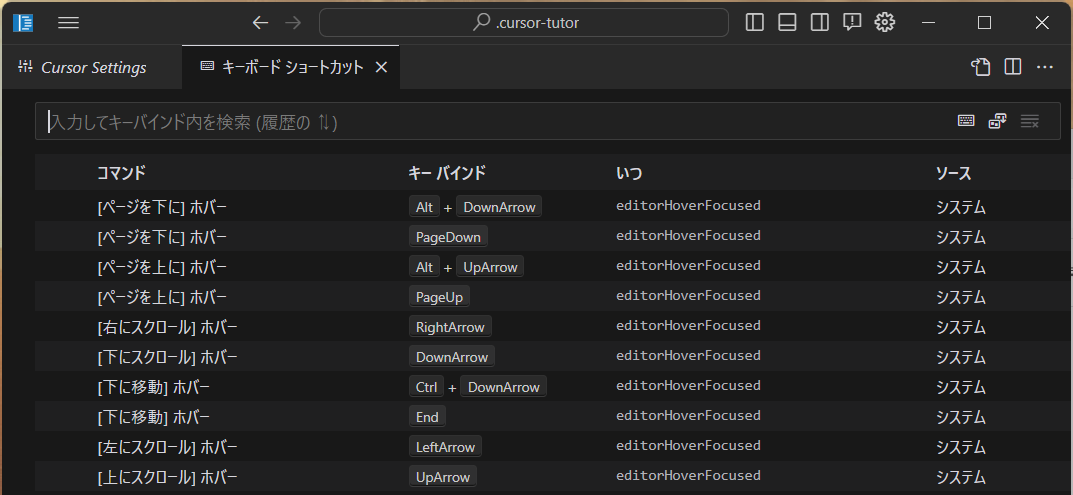 .cursor-tutor
Cursor Settings キーボード ショートカット
入力してキーバインド内を検索 (履歴の ⇅)
コマンド キー バインド いつ ソース
[ページを下に] ホバー Alt + DownArrow editorHoverFocused システム
[ページを下に] ホバー PageDown editorHoverFocused システム
[ページを上に] ホバー Alt + UpArrow editorHoverFocused システム
[ページを上に] ホバー PageUp editorHoverFocused システム
[右にスクロール] ホバー RightArrow editorHoverFocused システム
[下にスクロール] ホバー DownArrow editorHoverFocused システム
[下に移動] ホバー Ctrl + DownArrow editorHoverFocused システム
[下に移動] ホバー End editorHoverFocused システム
[左にスクロール] ホバー LeftArrow editorHoverFocused システム
[上にスクロール] ホバー UpArrow editorHoverFocused システム